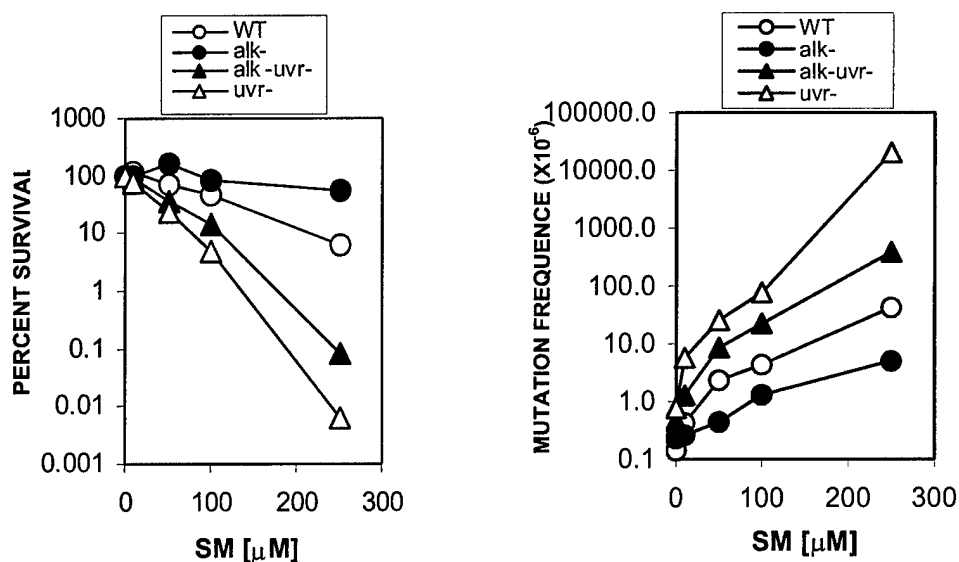 WT
alk-
alk -uvr-
uvr-
PERCENT SURVIVAL
1000
100
10
1
0.1
0.01
0.001
0
100
200
300
SM [µM]
WT
alk-
alk-uvr-
uvr-
MUTATION FREQUENCE (X10⁻⁶)
100000.0
10000.0
1000.0
100.0
10.0
1.0
0.1
0
100
200
300
SM [µM]